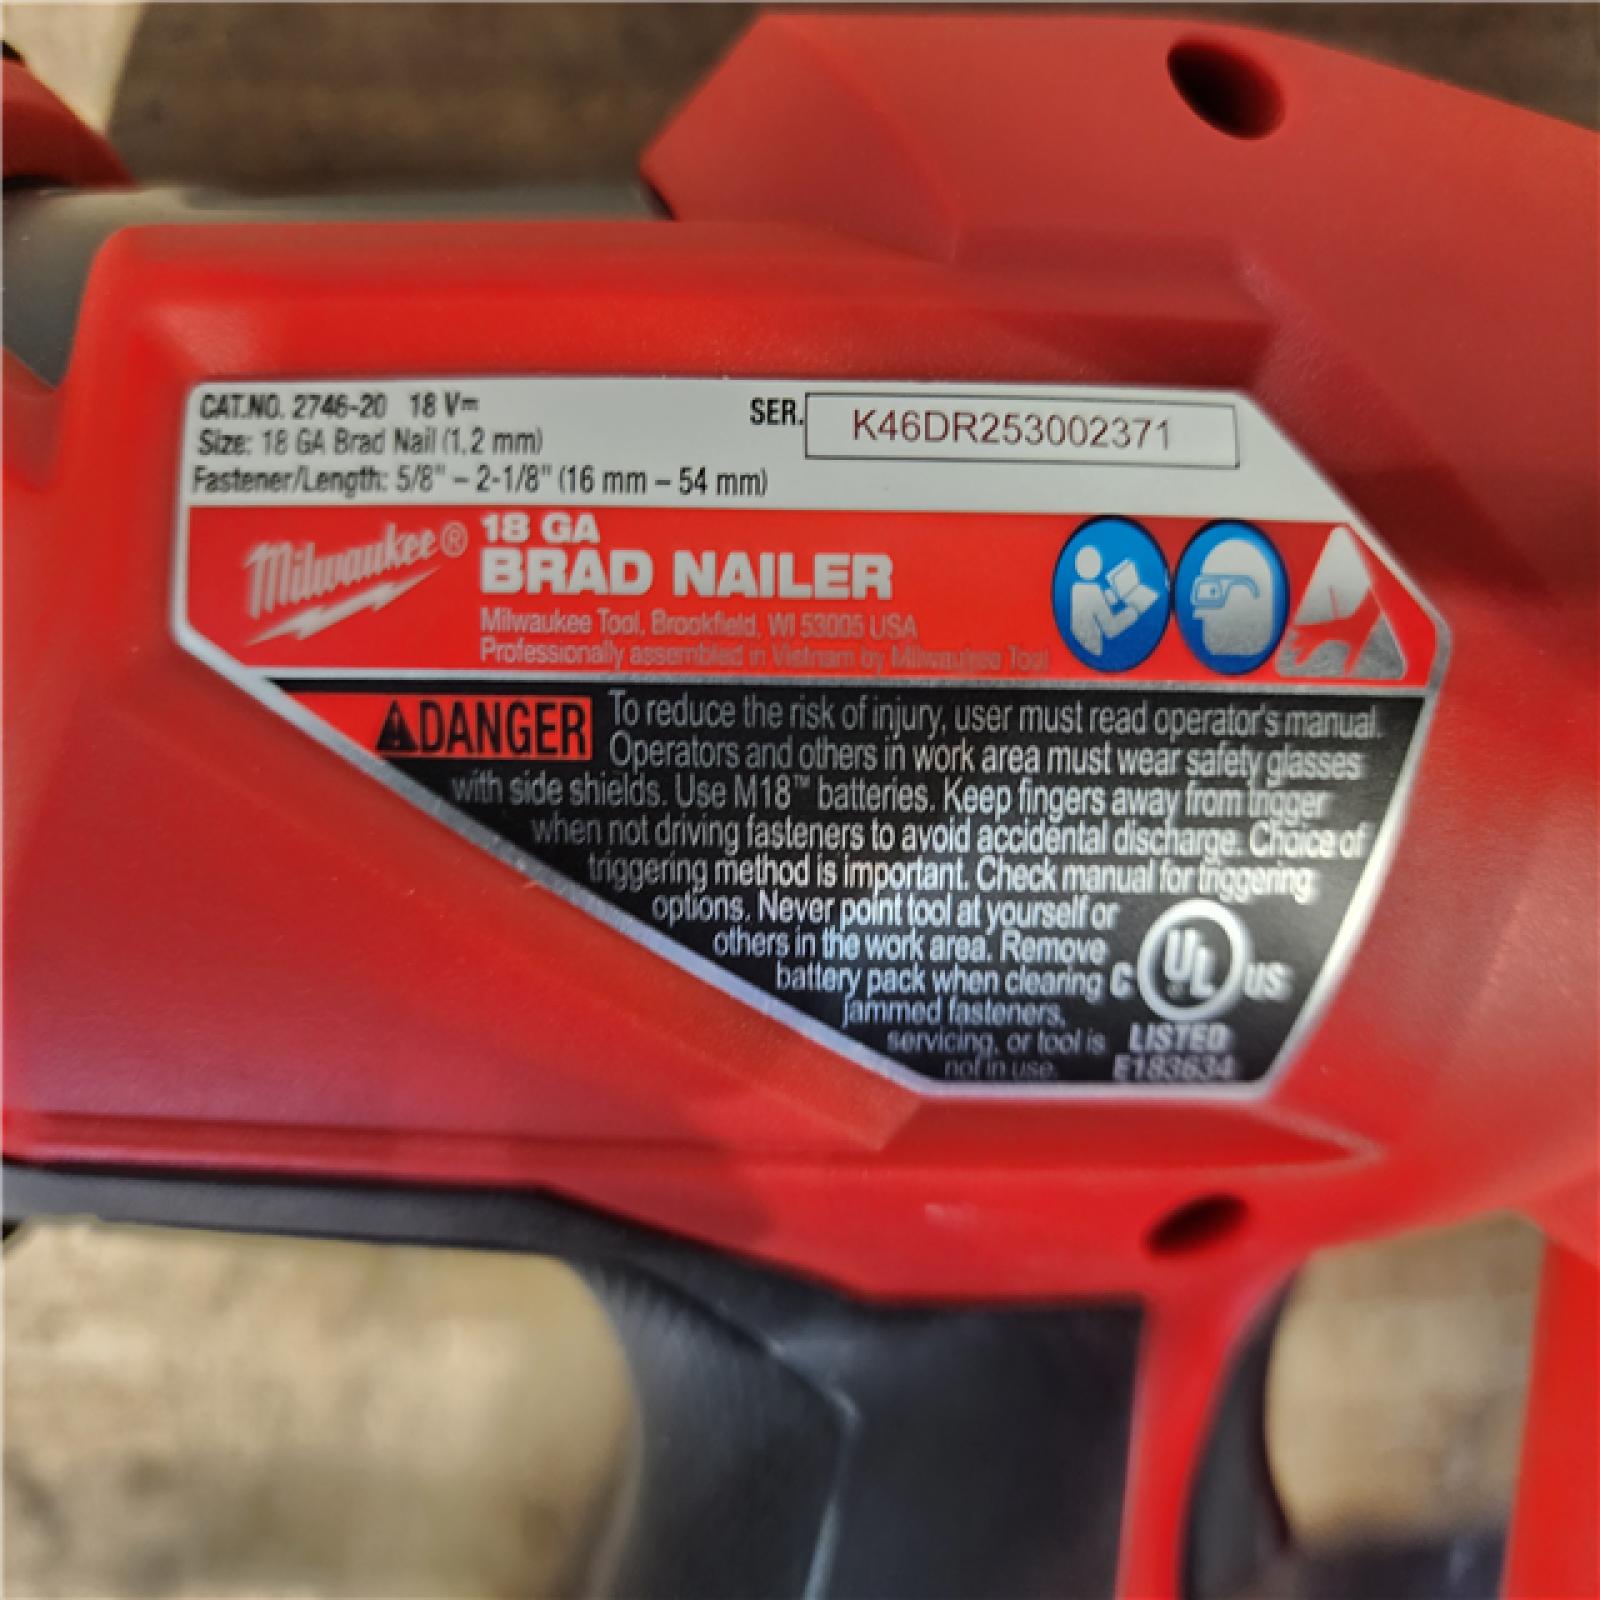 CAT.NO. 2746-20 18 V⎓
SER. K46DR253002371
Size: 18 GA Brad Nail (1,2 mm)
Fastener/Length: 5/8" – 2-1/8" (16 mm – 54 mm)
Milwaukee®
18 GA
BRAD NAILER
Milwaukee Tool, Brookfield, WI 53005 USA
Professionally assembled in Vietnam by Milwaukee Tool
DANGER To reduce the risk of injury, user must read operator's manual.
Operators and others in work area must wear safety glasses
with side shields. Use M18™ batteries. Keep fingers away from trigger
when not driving fasteners to avoid accidental discharge. Choice of
triggering method is important. Check manual for triggering
options. Never point tool at yourself or
others in the work area. Remove
battery pack when clearing
jammed fasteners,
servicing, or tool is
not in use.
C UL US
LISTED
E183634